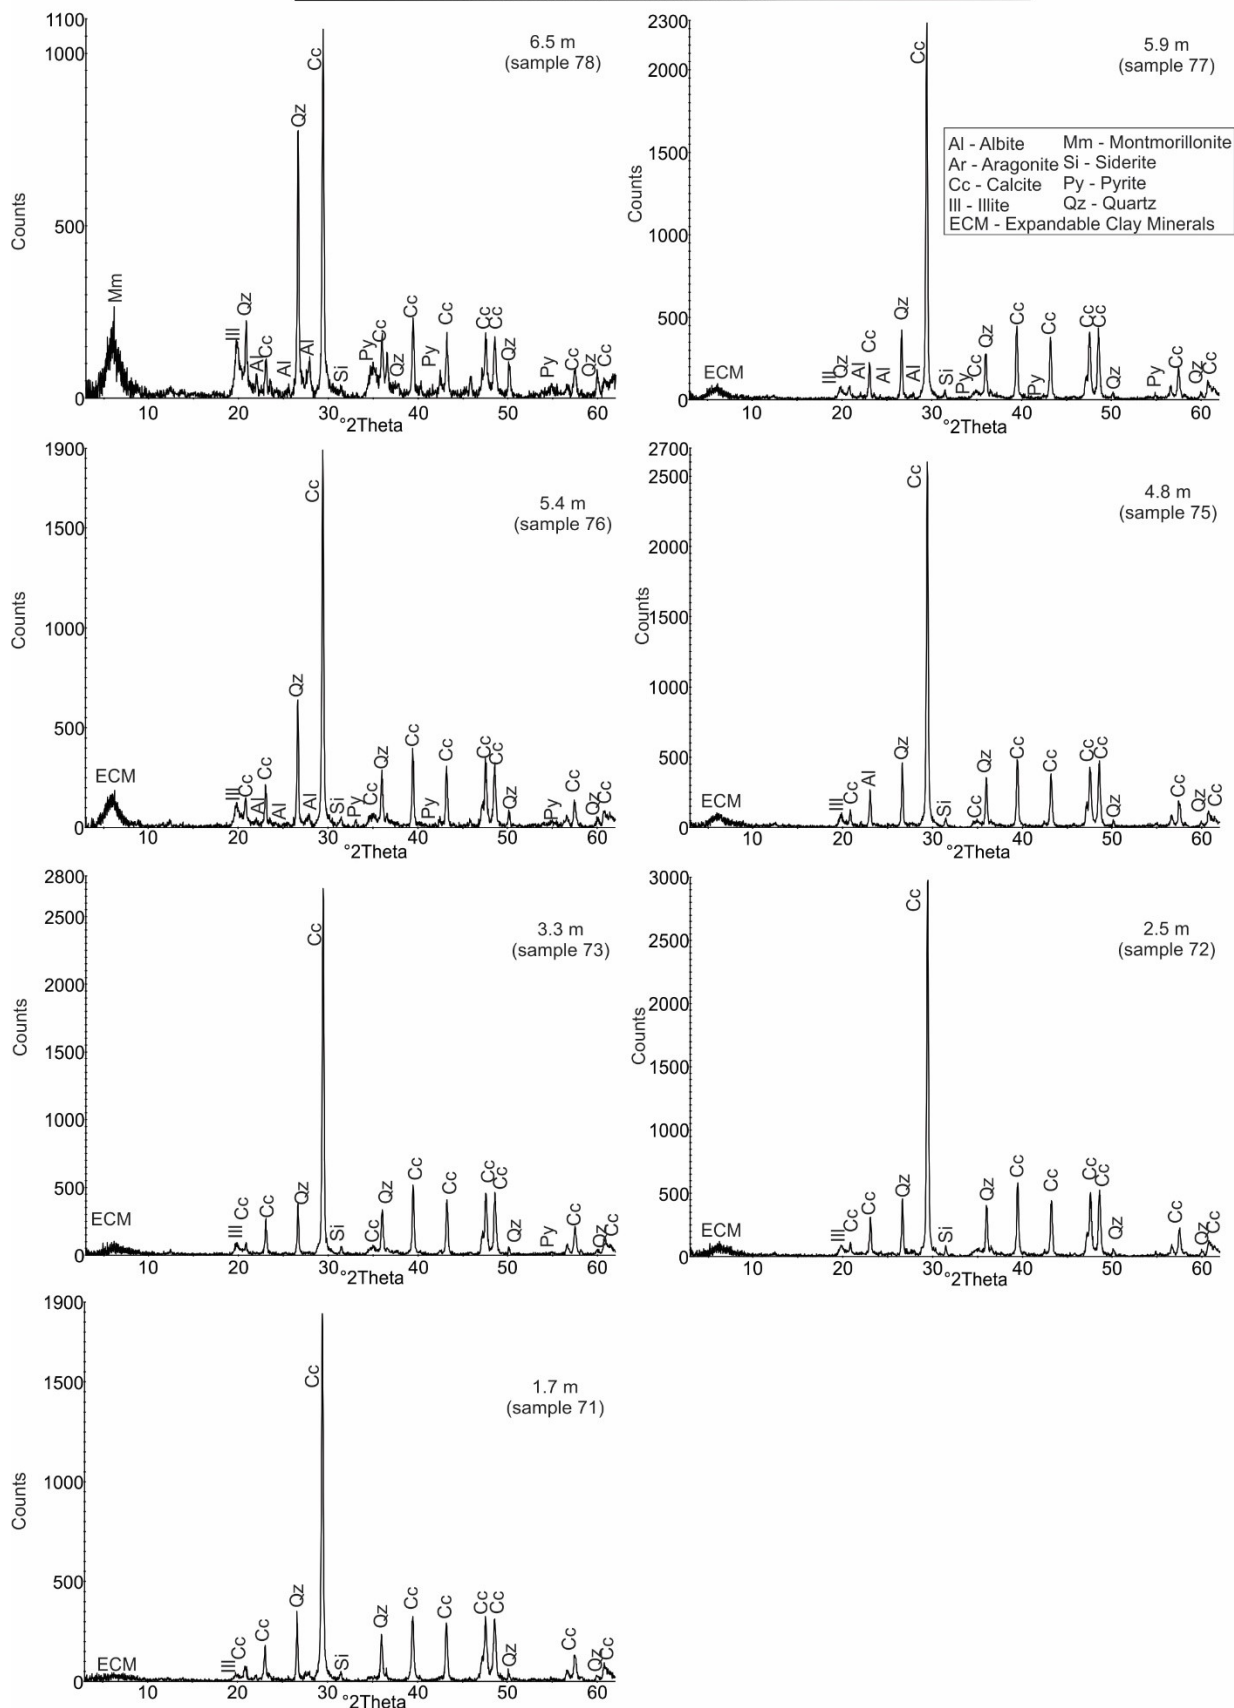 1100
1000
500
0
Counts
Mm
Ill
Qz
Al
Cc
Al
Qz
Al
Cc
Si
Py
Cc
Qz
Cc
Py
Cc
Cc
Cc
Qz
Py
Cc
Qz
Cc
6.5 m
(sample 78)
10 20 30 40 50 60
°2Theta
2300
2000
1500
1000
500
0
Counts
ECM
Ill
Qz
Al
Cc
Al
Qz
Al
Cc
Si
Py
Cc
Qz
Cc
Py
Cc
Cc
Cc
Qz
Py
Cc
Qz
Cc
5.9 m
(sample 77)
Al - Albite Mm - Montmorillonite
Ar - Aragonite Si - Siderite
Cc - Calcite Py - Pyrite
Ill - Illite Qz - Quartz
ECM - Expandable Clay Minerals
10 20 30 40 50 60
°2Theta
1900
1500
1000
500
0
Counts
ECM
Ill
Cc
Al
Cc
Al
Qz
Al
Cc
Si
Py
Cc
Qz
Cc
Py
Cc
Cc
Cc
Qz
Py
Cc
Qz
Cc
5.4 m
(sample 76)
10 20 30 40 50 60
°2Theta
2700
2500
2000
1500
1000
500
0
Counts
ECM
Ill
Cc
Al
Qz
Cc
Si
Cc
Qz
Cc
Cc
Cc
Cc
Qz
Cc
Qz
Cc
4.8 m
(sample 75)
10 20 30 40 50 60
°2Theta
2800
2500
2000
1500
1000
500
0
Counts
ECM
Ill
Cc
Cc
Qz
Cc
Si
Cc
Qz
Cc
Cc
Cc
Cc
Qz
Py
Cc
Qz
Cc
3.3 m
(sample 73)
10 20 30 40 50 60
°2Theta
3000
2500
2000
1500
1000
500
0
Counts
ECM
Ill
Cc
Cc
Qz
Cc
Si
Qz
Cc
Cc
Cc
Cc
Qz
Cc
Qz
Cc
2.5 m
(sample 72)
10 20 30 40 50 60
°2Theta
1900
1500
1000
500
0
Counts
ECM
Ill
Cc
Cc
Qz
Cc
Si
Qz
Cc
Cc
Cc
Cc
Qz
Cc
Qz
Cc
1.7 m
(sample 71)
10 20 30 40 50 60
°2Theta